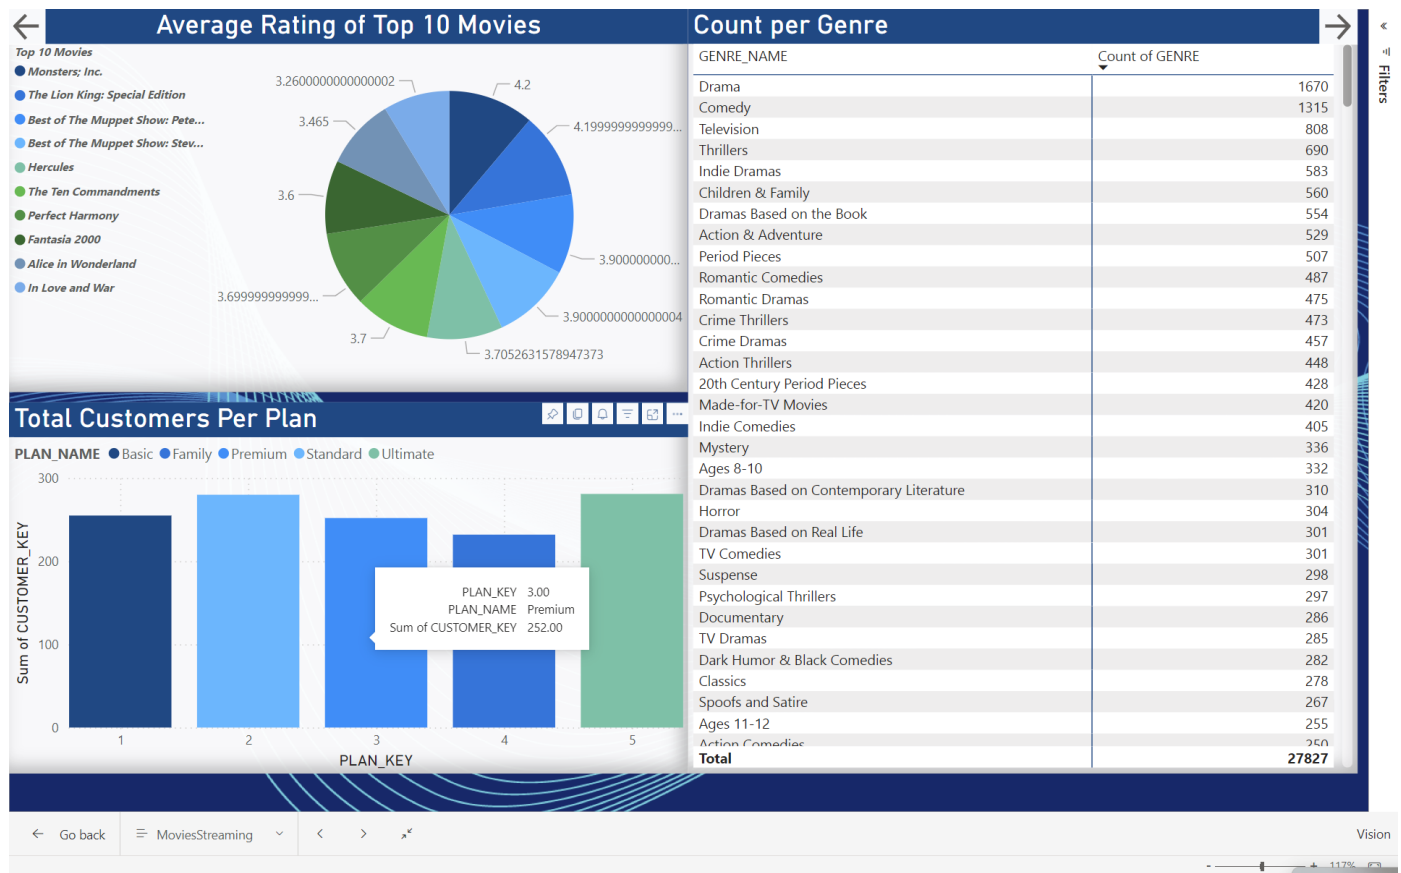 Average Rating of Top 10 Movies
Top 10 Movies
Monsters; Inc.
The Lion King: Special Edition
Best of The Muppet Show: Pete...
Best of The Muppet Show: Stev...
Hercules
The Ten Commandments
Perfect Harmony
Fantasia 2000
Alice in Wonderland
In Love and War
4.2
4.1999999999999...
3.900000000...
3.9000000000000004
3.7052631578947373
3.7
3.699999999999...
3.6
3.465
3.2600000000000002
Total Customers Per Plan
PLAN_NAME Basic Family Premium Standard Ultimate
Sum of CUSTOMER_KEY
300
200
100
0
1 2 3 4 5
PLAN_KEY
PLAN_KEY 3.00
PLAN_NAME Premium
Sum of CUSTOMER_KEY 252.00
Count per Genre
GENRE_NAME Count of GENRE
Drama 1670
Comedy 1315
Television 808
Thrillers 690
Indie Dramas 583
Children & Family 560
Dramas Based on the Book 554
Action & Adventure 529
Period Pieces 507
Romantic Comedies 487
Romantic Dramas 475
Crime Thrillers 473
Crime Dramas 457
Action Thrillers 448
20th Century Period Pieces 428
Made-for-TV Movies 420
Indie Comedies 405
Mystery 336
Ages 8-10 332
Dramas Based on Contemporary Literature 310
Horror 304
Dramas Based on Real Life 301
TV Comedies 301
Suspense 298
Psychological Thrillers 297
Documentary 286
TV Dramas 285
Dark Humor & Black Comedies 282
Classics 278
Spoofs and Satire 267
Ages 11-12 255
Action Comedies 250
Total 27827
Filters
Go back
MoviesStreaming
Vision
- + 117%